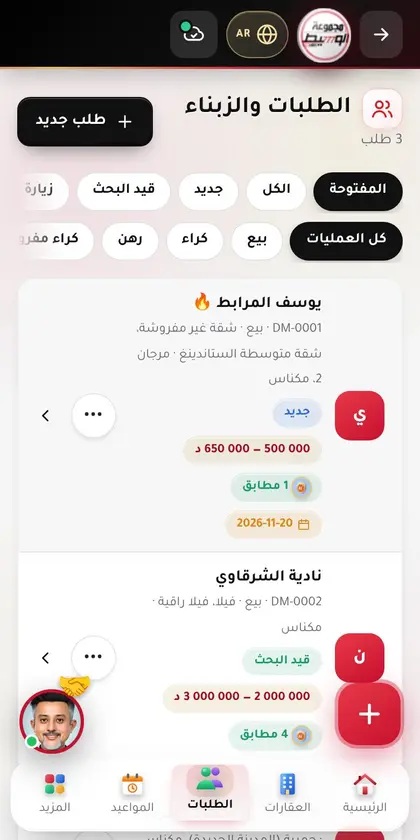 مجموعة
الوسيط
AR
الطلبات والزبناء
3 طلب
طلب جديد
المفتوحة
الكل
جديد
قيد البحث
زيارة
كل العمليات
بيع
كراء
رهن
كراء مفرو
يوسف المرابط 🔥
DM-0001 · بيع · شقة غير مفروشة،
شقة متوسطة الستاندينغ · مرجان
2، مكناس
ي
جديد
500 000 – 650 000 د
1 مطابق
2026-11-20
نادية الشرقاوي
DM-0002 · بيع · فيلا، فيلا راقية ·
مكناس
ن
قيد البحث
2 000 000 – 3 000 000 د
4 مطابق
الرئيسية
العقارات
الطلبات
المواعيد
المزيد